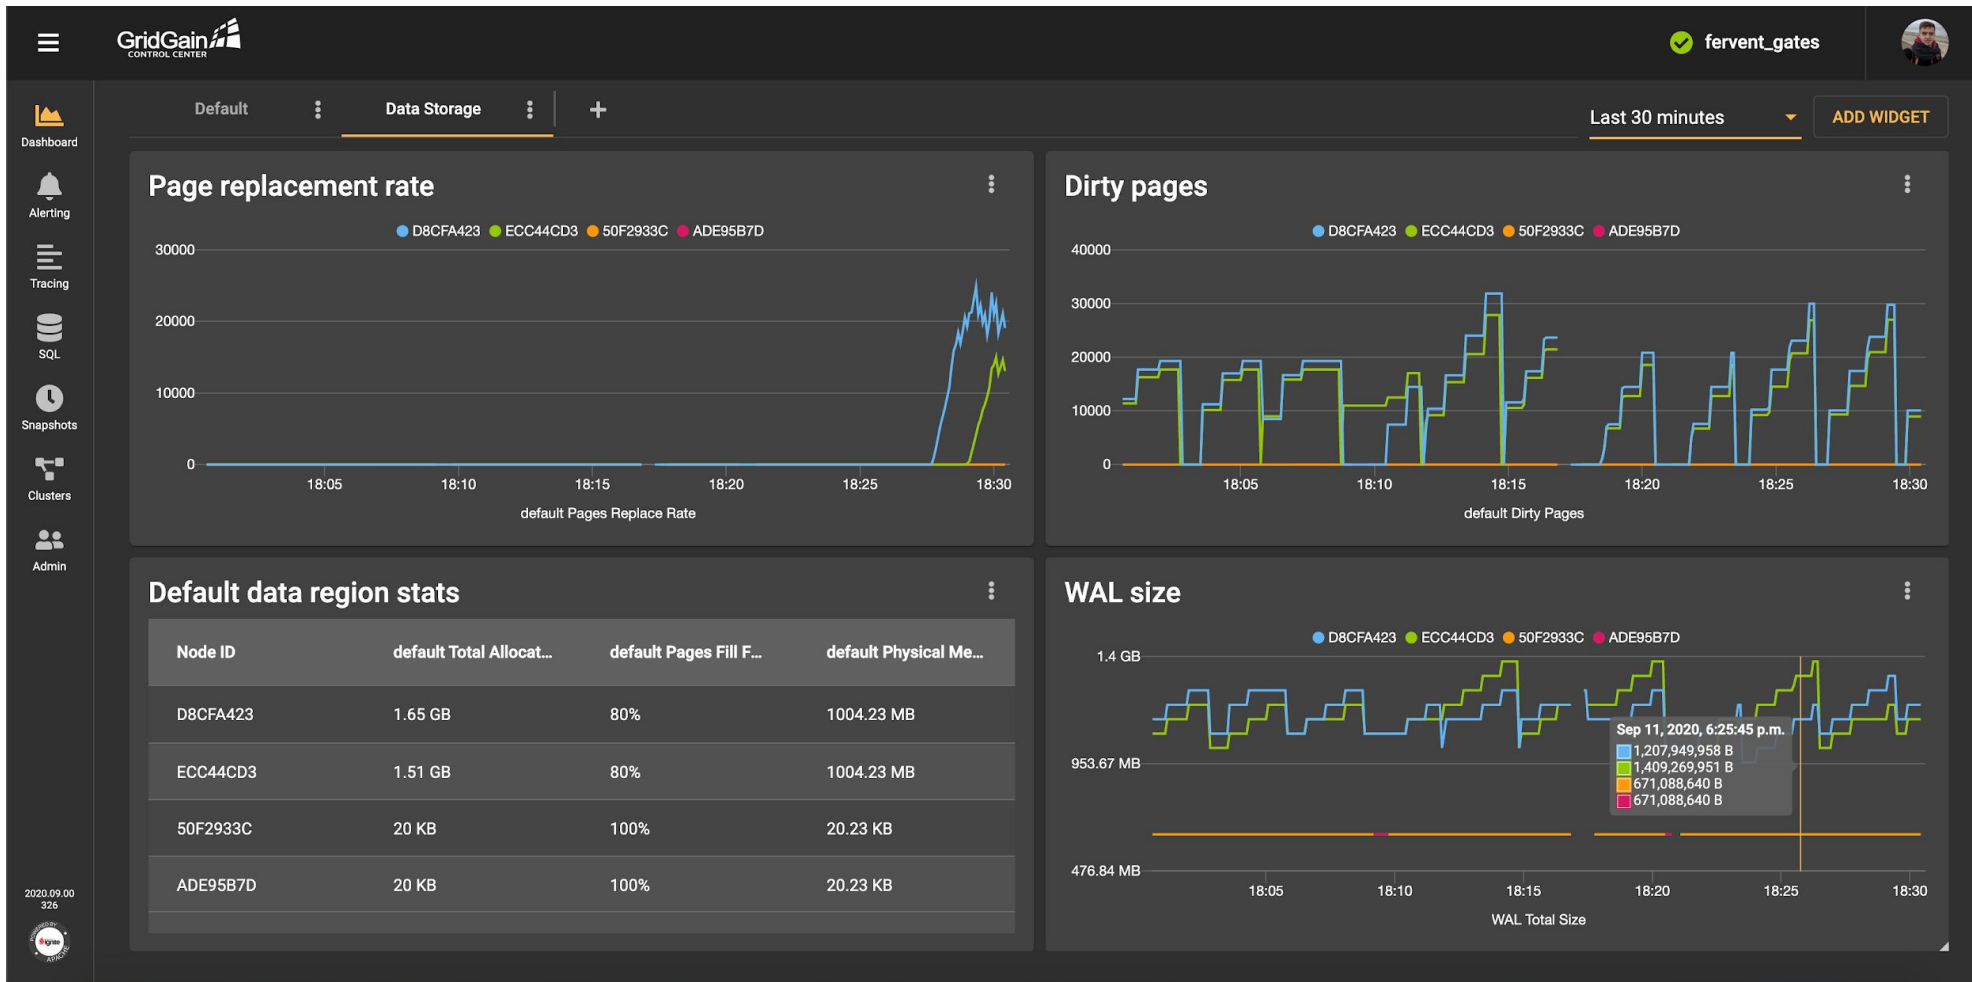 GridGain
CONTROL CENTER
fervent_gates
Dashboard
Alerting
Tracing
SQL
Snapshots
Clusters
Admin
2020.09.00
326
POWERED BY
ignite
APACHE
Default
Data Storage
Last 30 minutes
ADD WIDGET
Page replacement rate
D8CFA423 ECC44CD3 50F2933C ADE95B7D
30000
20000
10000
0
18:05 18:10 18:15 18:20 18:25 18:30
default Pages Replace Rate
Dirty pages
D8CFA423 ECC44CD3 50F2933C ADE95B7D
40000
30000
20000
10000
0
18:05 18:10 18:15 18:20 18:25 18:30
default Dirty Pages
Default data region stats
Node ID default Total Allocat... default Pages Fill F... default Physical Me...
D8CFA423 1.65 GB 80% 1004.23 MB
ECC44CD3 1.51 GB 80% 1004.23 MB
50F2933C 20 KB 100% 20.23 KB
ADE95B7D 20 KB 100% 20.23 KB
WAL size
D8CFA423 ECC44CD3 50F2933C ADE95B7D
1.4 GB
953.67 MB
476.84 MB
Sep 11, 2020, 6:25:45 p.m.
1,207,949,958 B
1,409,269,951 B
671,088,640 B
671,088,640 B
18:05 18:10 18:15 18:20 18:25 18:30
WAL Total Size